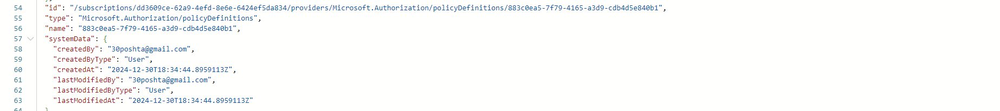 54 "id": "/subscriptions/dd3609ce-62a9-4efd-8e6e-6424ef5da834/providers/Microsoft.Authorization/policyDefinitions/883c0ea5-7f79-4165-a3d9-cdb4d5e840b1",
55 "type": "Microsoft.Authorization/policyDefinitions",
56 "name": "883c0ea5-7f79-4165-a3d9-cdb4d5e840b1",
57 "systemData": {
58 "createdBy": "30poshta@gmail.com",
59 "createdByType": "User",
60 "createdAt": "2024-12-30T18:34:44.8959113Z",
61 "lastModifiedBy": "30poshta@gmail.com",
62 "lastModifiedByType": "User",
63 "lastModifiedAt": "2024-12-30T18:34:44.8959113Z"
64 }